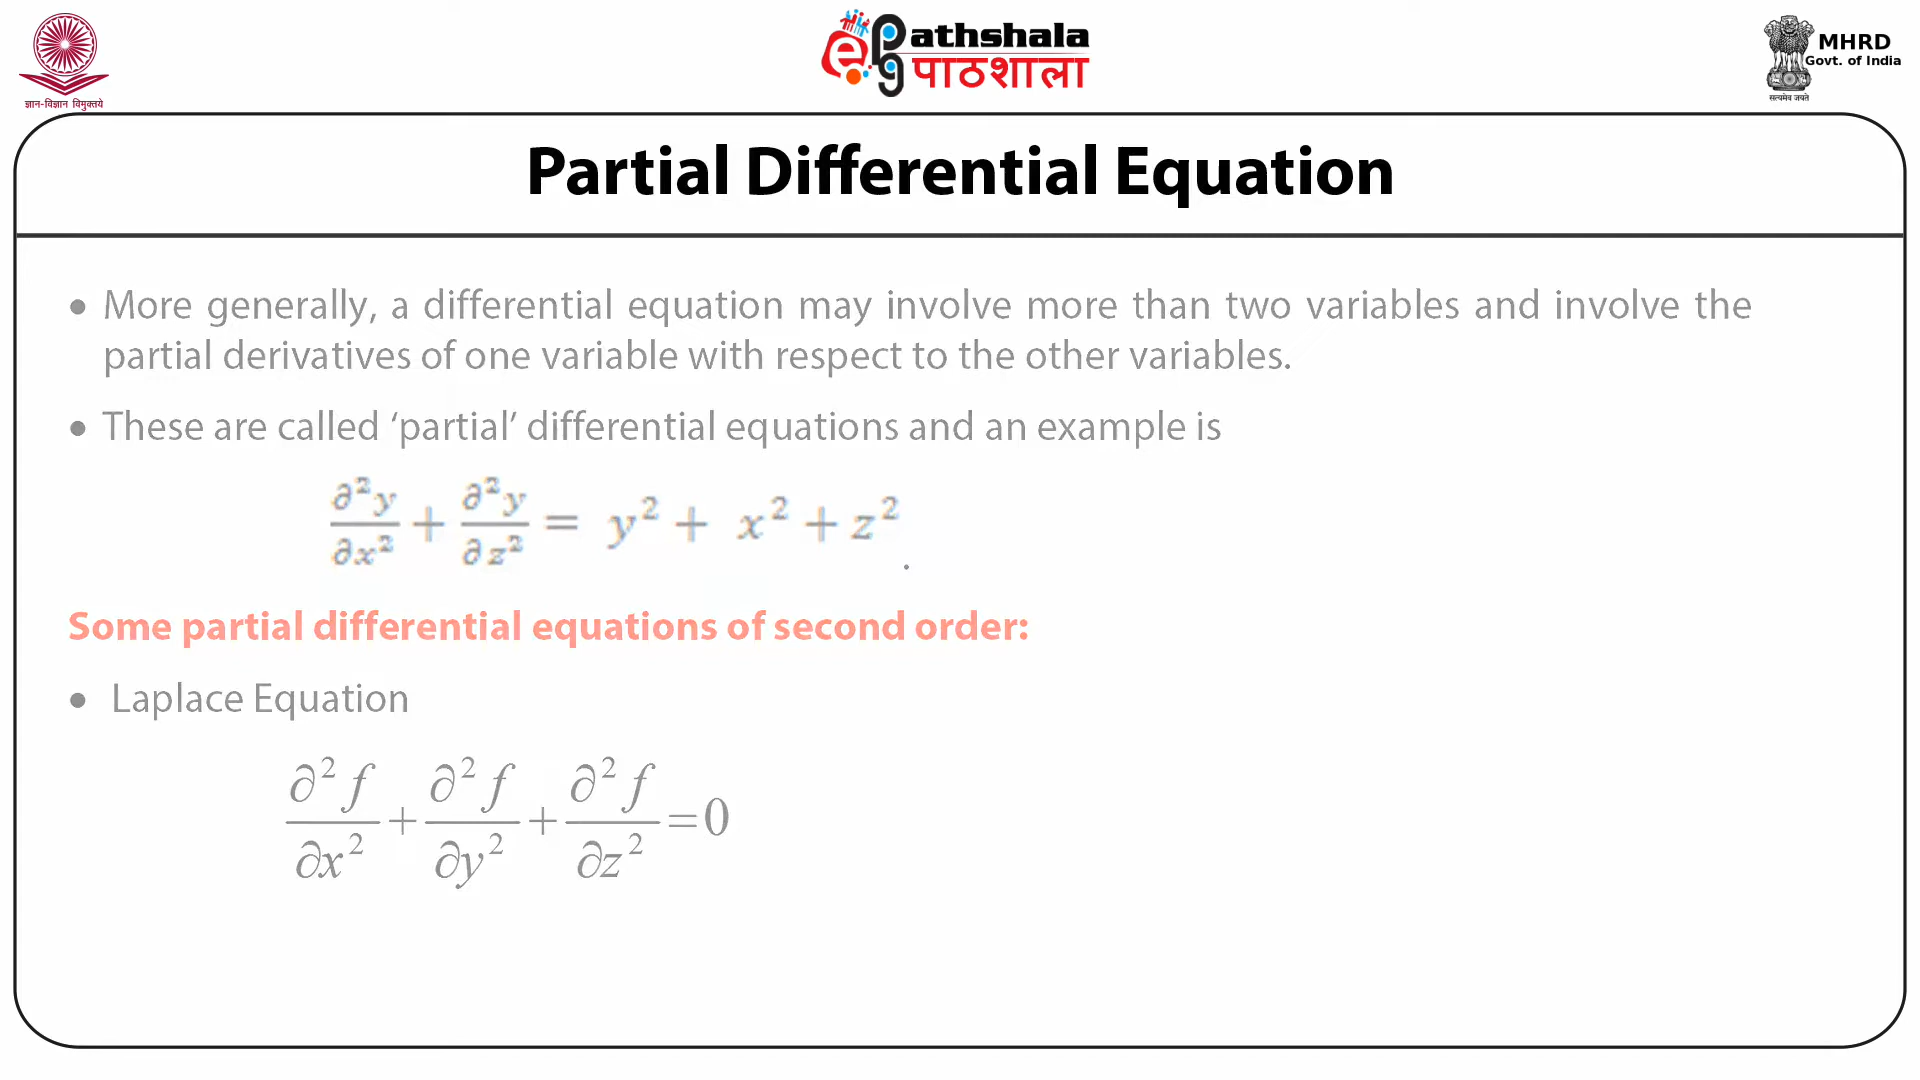 ज्ञान-विज्ञान विमुक्तये
ePathshala
पाठशाला
MHRD
Govt. of India
सत्यमेव जयते
Partial Differential Equation
• More generally, a differential equation may involve more than two variables and involve the
partial derivatives of one variable with respect to the other variables.
• These are called ‘partial’ differential equations and an example is
∂²y/∂x² + ∂²y/∂z² = y² + x² + z² .
Some partial differential equations of second order:
• Laplace Equation
∂²f/∂x² + ∂²f/∂y² + ∂²f/∂z² = 0